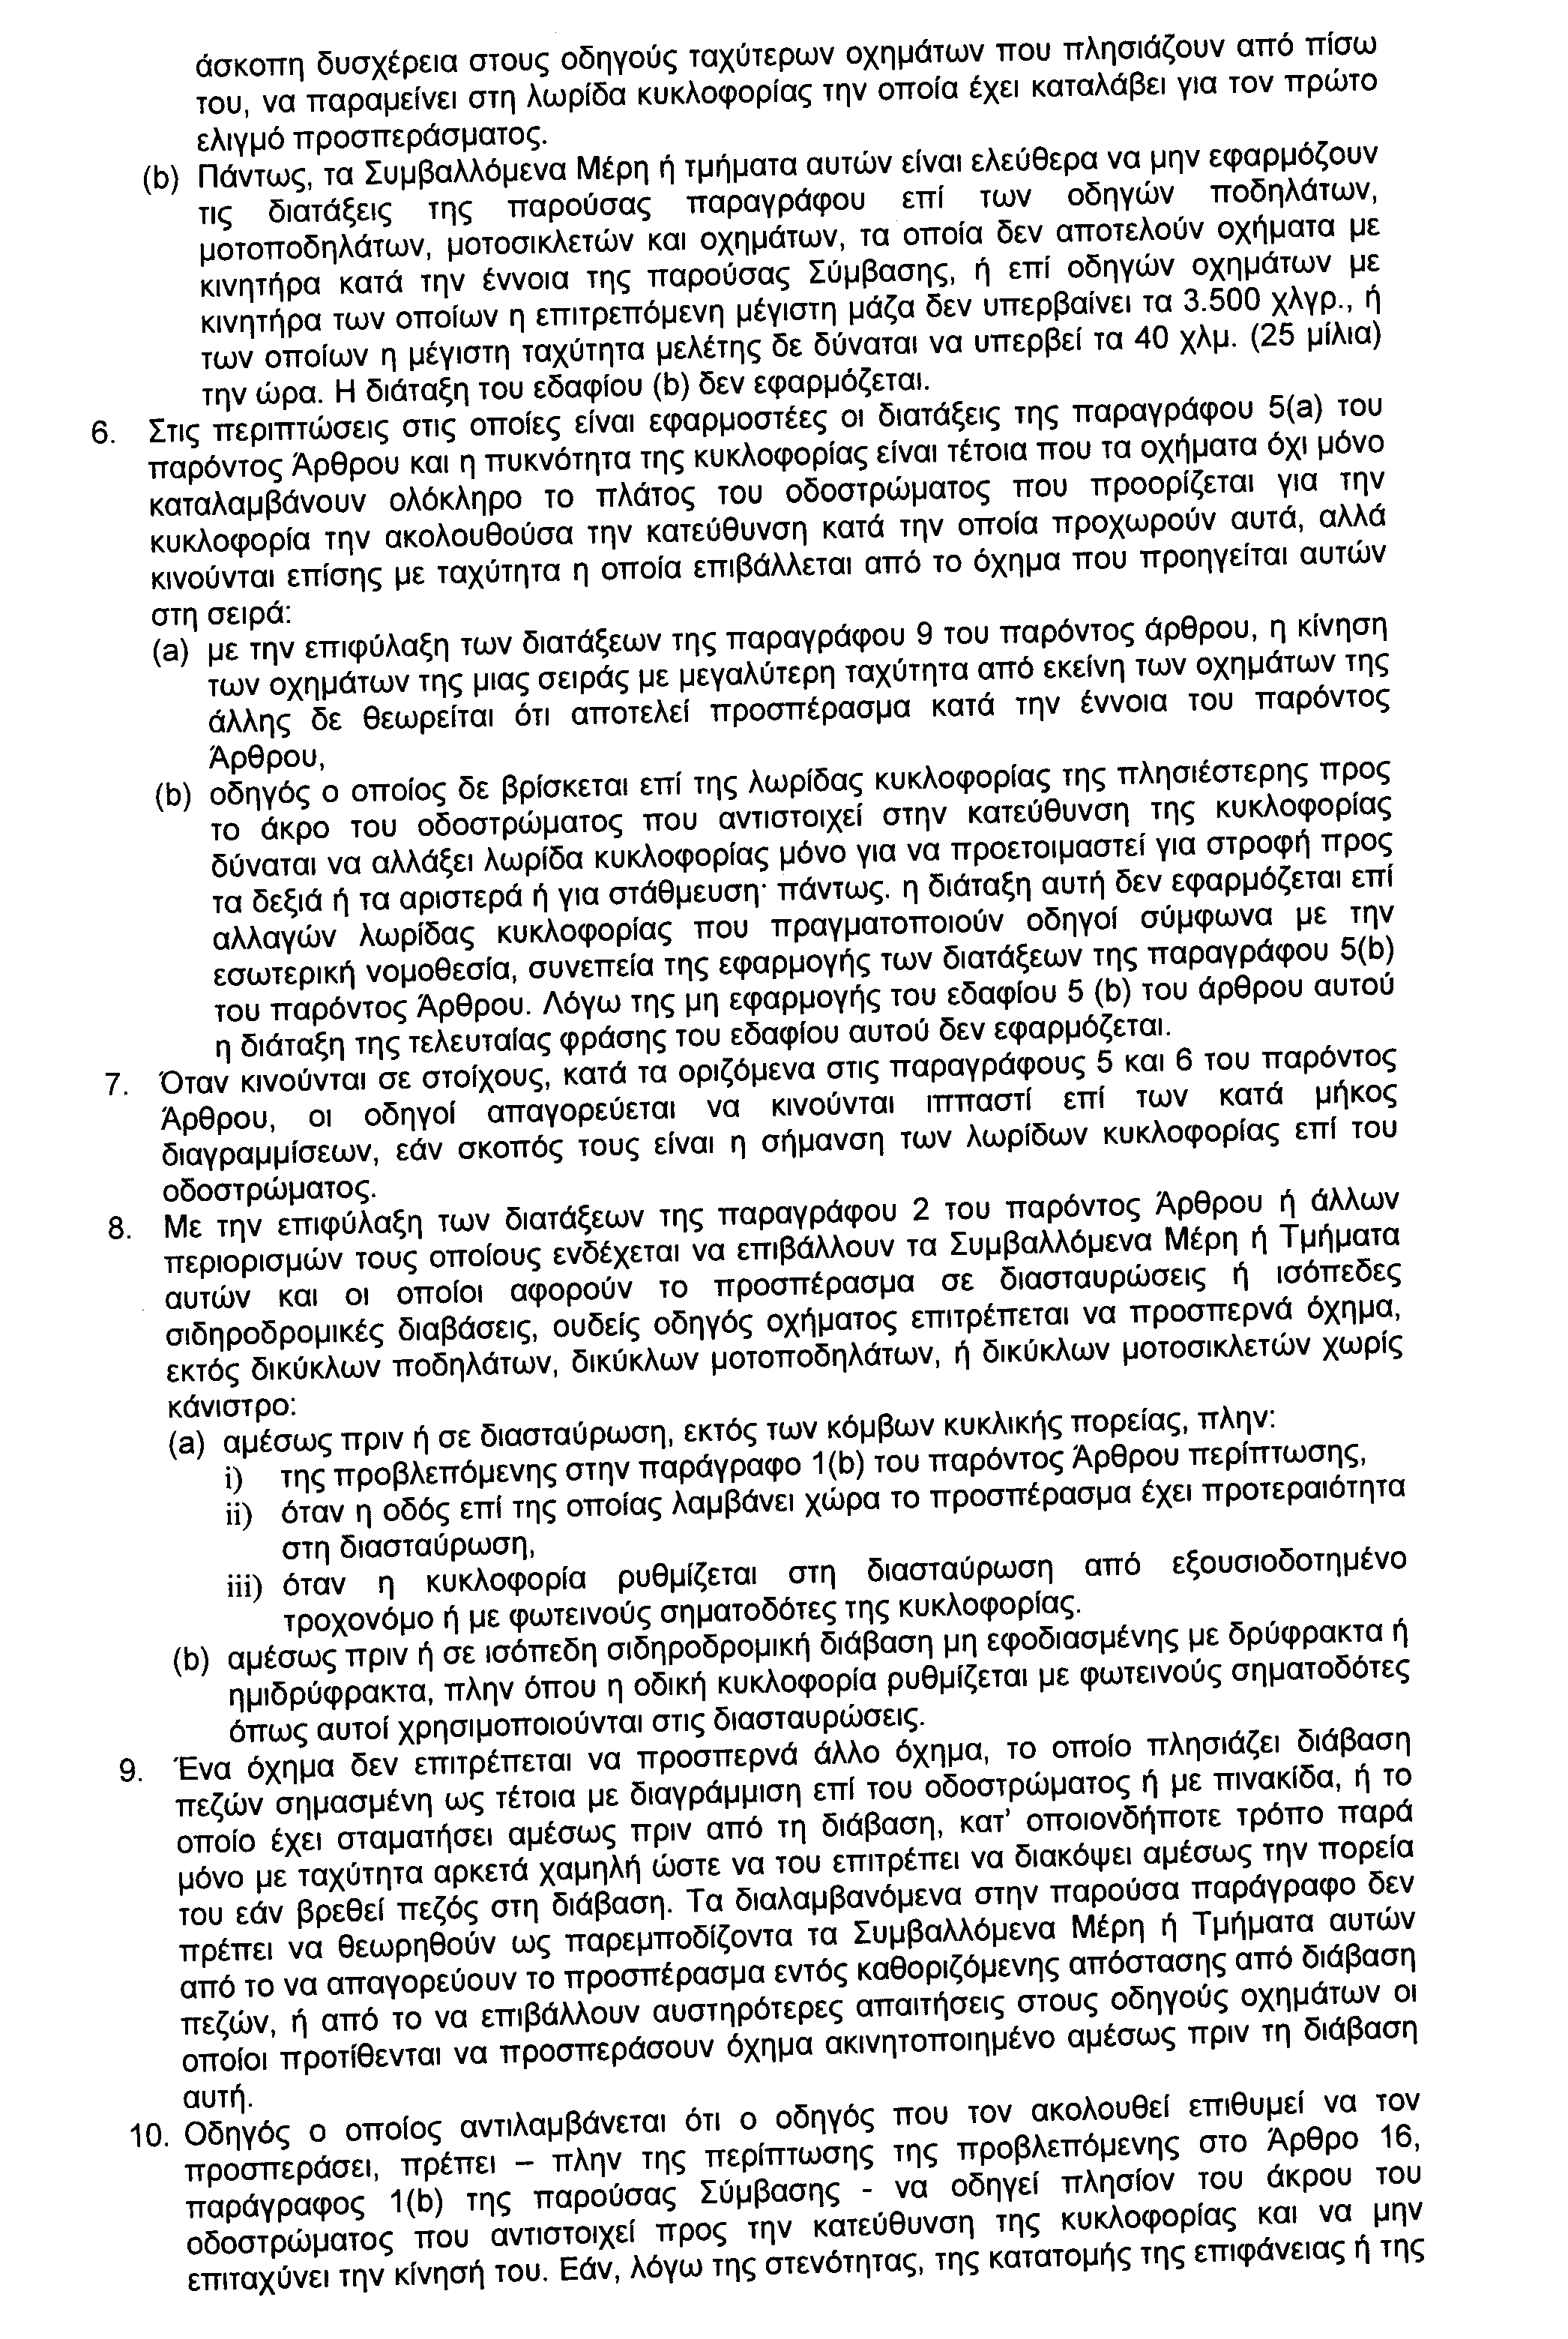 άσκοπη δυσχέρεια στους οδηγούς ταχύτερων οχημάτων που πλησιάζουν από πίσω
του, να παραμείνει στη λωρίδα κυκλοφορίας την οποία έχει καταλάβει για τον πρώτο
ελιγμό προσπεράσματος.
(b) Πάντως, τα Συμβαλλόμενα Μέρη ή τμήματα αυτών είναι ελεύθερα να μην εφαρμόζουν
τις διατάξεις της παρούσας παραγράφου επί των οδηγών ποδηλάτων,
μοτοποδηλάτων, μοτοσικλετών και οχημάτων, τα οποία δεν αποτελούν οχήματα με
κινητήρα κατά την έννοια της παρούσας Σύμβασης, ή επί οδηγών οχημάτων με
κινητήρα των οποίων η επιτρεπόμενη μέγιστη μάζα δεν υπερβαίνει τα 3.500 χλγρ., ή
των οποίων η μέγιστη ταχύτητα μελέτης δε δύναται να υπερβεί τα 40 χλμ. (25 μίλια)
την ώρα. Η διάταξη του εδαφίου (b) δεν εφαρμόζεται.
6. Στις περιπτώσεις στις οποίες είναι εφαρμοστέες οι διατάξεις της παραγράφου 5(a) του
παρόντος Άρθρου και η πυκνότητα της κυκλοφορίας είναι τέτοια που τα οχήματα όχι μόνο
καταλαμβάνουν ολόκληρο το πλάτος του οδοστρώματος που προορίζεται για την
κυκλοφορία την ακολουθούσα την κατεύθυνση κατά την οποία προχωρούν αυτά, αλλά
κινούνται επίσης με ταχύτητα η οποία επιβάλλεται από το όχημα που προηγείται αυτών
στη σειρά:
(a) με την επιφύλαξη των διατάξεων της παραγράφου 9 του παρόντος άρθρου, η κίνηση
των οχημάτων της μιας σειράς με μεγαλύτερη ταχύτητα από εκείνη των οχημάτων της
άλλης δε θεωρείται ότι αποτελεί προσπέρασμα κατά την έννοια του παρόντος
Άρθρου,
(b) οδηγός ο οποίος δε βρίσκεται επί της λωρίδας κυκλοφορίας της πλησιέστερης προς
το άκρο του οδοστρώματος που αντιστοιχεί στην κατεύθυνση της κυκλοφορίας
δύναται να αλλάξει λωρίδα κυκλοφορίας μόνο για να προετοιμαστεί για στροφή προς
τα δεξιά ή τα αριστερά ή για στάθμευση· πάντως. η διάταξη αυτή δεν εφαρμόζεται επί
αλλαγών λωρίδας κυκλοφορίας που πραγματοποιούν οδηγοί σύμφωνα με την
εσωτερική νομοθεσία, συνεπεία της εφαρμογής των διατάξεων της παραγράφου 5(b)
του παρόντος Άρθρου. Λόγω της μη εφαρμογής του εδαφίου 5 (b) του άρθρου αυτού
η διάταξη της τελευταίας φράσης του εδαφίου αυτού δεν εφαρμόζεται.
7. Όταν κινούνται σε στοίχους, κατά τα οριζόμενα στις παραγράφους 5 και 6 του παρόντος
Άρθρου, οι οδηγοί απαγορεύεται να κινούνται ιππαστί επί των κατά μήκος
διαγραμμίσεων, εάν σκοπός τους είναι η σήμανση των λωρίδων κυκλοφορίας επί του
οδοστρώματος.
8. Με την επιφύλαξη των διατάξεων της παραγράφου 2 του παρόντος Άρθρου ή άλλων
περιορισμών τους οποίους ενδέχεται να επιβάλλουν τα Συμβαλλόμενα Μέρη ή Τμήματα
αυτών και οι οποίοι αφορούν το προσπέρασμα σε διασταυρώσεις ή ισόπεδες
σιδηροδρομικές διαβάσεις, ουδείς οδηγός οχήματος επιτρέπεται να προσπερνά όχημα,
εκτός δικύκλων ποδηλάτων, δικύκλων μοτοποδηλάτων, ή δικύκλων μοτοσικλετών χωρίς
κάνιστρο:
(a) αμέσως πριν ή σε διασταύρωση, εκτός των κόμβων κυκλικής πορείας, πλην:
i) της προβλεπόμενης στην παράγραφο 1(b) του παρόντος Άρθρου περίπτωσης,
ii) όταν η οδός επί της οποίας λαμβάνει χώρα το προσπέρασμα έχει προτεραιότητα
στη διασταύρωση,
iii) όταν η κυκλοφορία ρυθμίζεται στη διασταύρωση από εξουσιοδοτημένο
τροχονόμο ή με φωτεινούς σηματοδότες της κυκλοφορίας.
(b) αμέσως πριν ή σε ισόπεδη σιδηροδρομική διάβαση μη εφοδιασμένης με δρύφρακτα ή
ημιδρύφρακτα, πλην όπου η οδική κυκλοφορία ρυθμίζεται με φωτεινούς σηματοδότες
όπως αυτοί χρησιμοποιούνται στις διασταυρώσεις.
9. Ένα όχημα δεν επιτρέπεται να προσπερνά άλλο όχημα, το οποίο πλησιάζει διάβαση
πεζών σημασμένη ως τέτοια με διαγράμμιση επί του οδοστρώματος ή με πινακίδα, ή το
οποίο έχει σταματήσει αμέσως πριν από τη διάβαση, κατ' οποιονδήποτε τρόπο παρά
μόνο με ταχύτητα αρκετά χαμηλή ώστε να του επιτρέπει να διακόψει αμέσως την πορεία
του εάν βρεθεί πεζός στη διάβαση. Τα διαλαμβανόμενα στην παρούσα παράγραφο δεν
πρέπει να θεωρηθούν ως παρεμποδίζοντα τα Συμβαλλόμενα Μέρη ή Τμήματα αυτών
από το να απαγορεύουν το προσπέρασμα εντός καθοριζόμενης απόστασης από διάβαση
πεζών, ή από το να επιβάλλουν αυστηρότερες απαιτήσεις στους οδηγούς οχημάτων οι
οποίοι προτίθενται να προσπεράσουν όχημα ακινητοποιημένο αμέσως πριν τη διάβαση
αυτή.
10. Οδηγός ο οποίος αντιλαμβάνεται ότι ο οδηγός που τον ακολουθεί επιθυμεί να τον
προσπεράσει, πρέπει – πλην της περίπτωσης της προβλεπόμενης στο Άρθρο 16,
παράγραφος 1(b) της παρούσας Σύμβασης - να οδηγεί πλησίον του άκρου του
οδοστρώματος που αντιστοιχεί προς την κατεύθυνση της κυκλοφορίας και να μην
επιταχύνει την κίνησή του. Εάν, λόγω της στενότητας, της κατατομής της επιφάνειας ή της